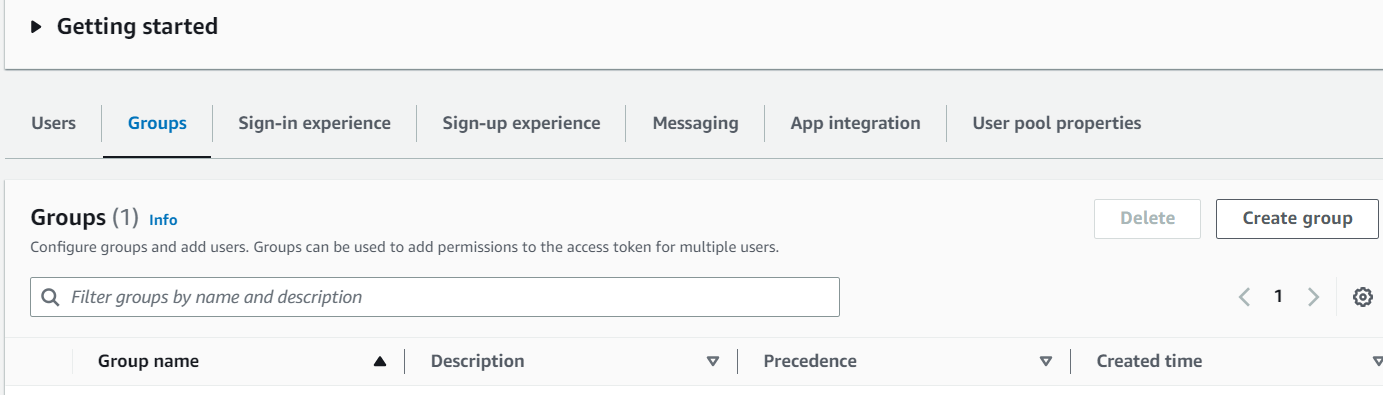 Getting started
Users Groups Sign-in experience Sign-up experience Messaging App integration User pool properties
Groups (1) Info
Delete Create group
Configure groups and add users. Groups can be used to add permissions to the access token for multiple users.
Filter groups by name and description
1
Group name Description Precedence Created time